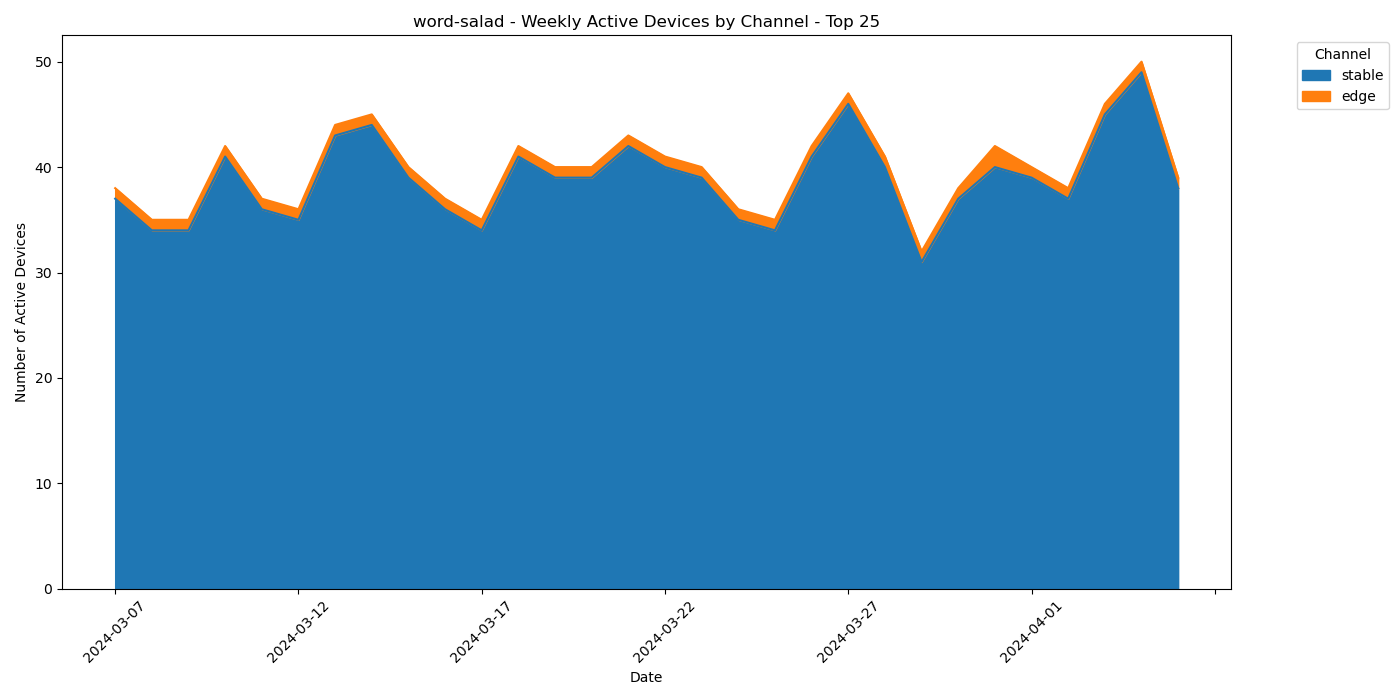 word-salad - Weekly Active Devices by Channel - Top 25
Channel
stable
edge
Number of Active Devices
50
40
30
20
10
0
2024-03-07
2024-03-12
2024-03-17
2024-03-22
2024-03-27
2024-04-01
Date